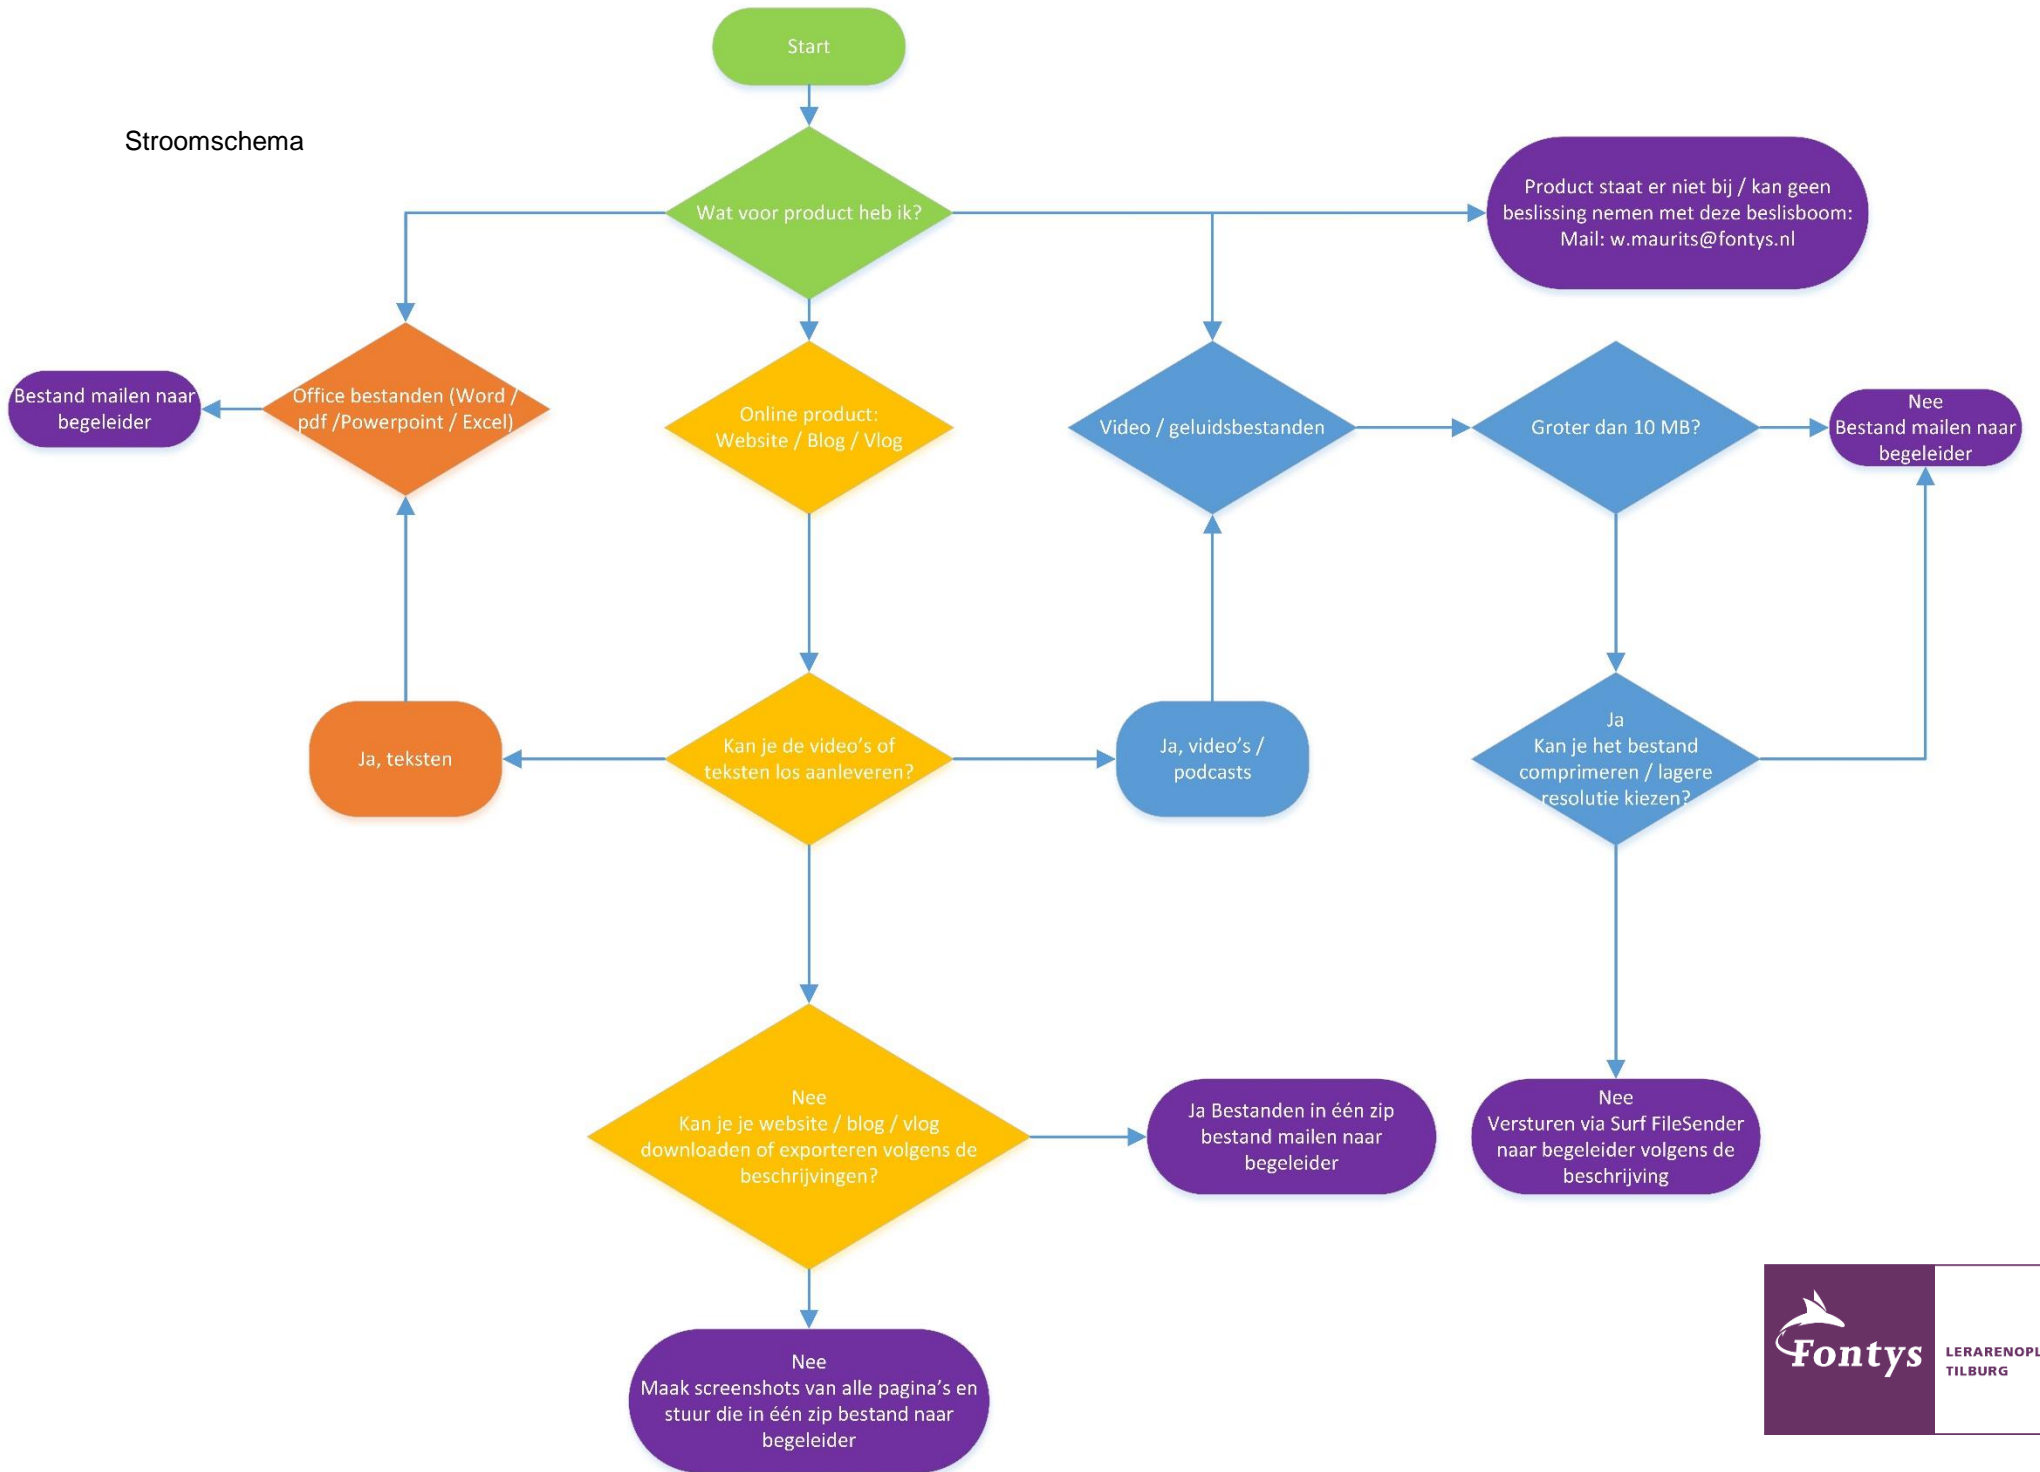 Start
Stroomschema
Wat voor product heb ik?
Product staat er niet bij / kan geen
beslissing nemen met deze beslisboom:
Mail: w.maurits@fontys.nl
Bestand mailen naar
begeleider
Office bestanden (Word /
pdf /Powerpoint / Excel)
Online product:
Website / Blog / Vlog
Video / geluidsbestanden
Groter dan 10 MB?
Nee
Bestand mailen naar
begeleider
Ja, teksten
Kan je de video's of
teksten los aanleveren?
Ja, video's /
podcasts
Ja
Kan je het bestand
comprimeren / lagere
resolutie kiezen?
Nee
Kan je je website / blog / vlog
downloaden of exporteren volgens de
beschrijvingen?
Ja Bestanden in één zip
bestand mailen naar
begeleider
Nee
Versturen via Surf FileSender
naar begeleider volgens de
beschrijving
Nee
Maak screenshots van alle pagina's en
stuur die in één zip bestand naar
begeleider
Fontys
LERARENOPL
TILBURG